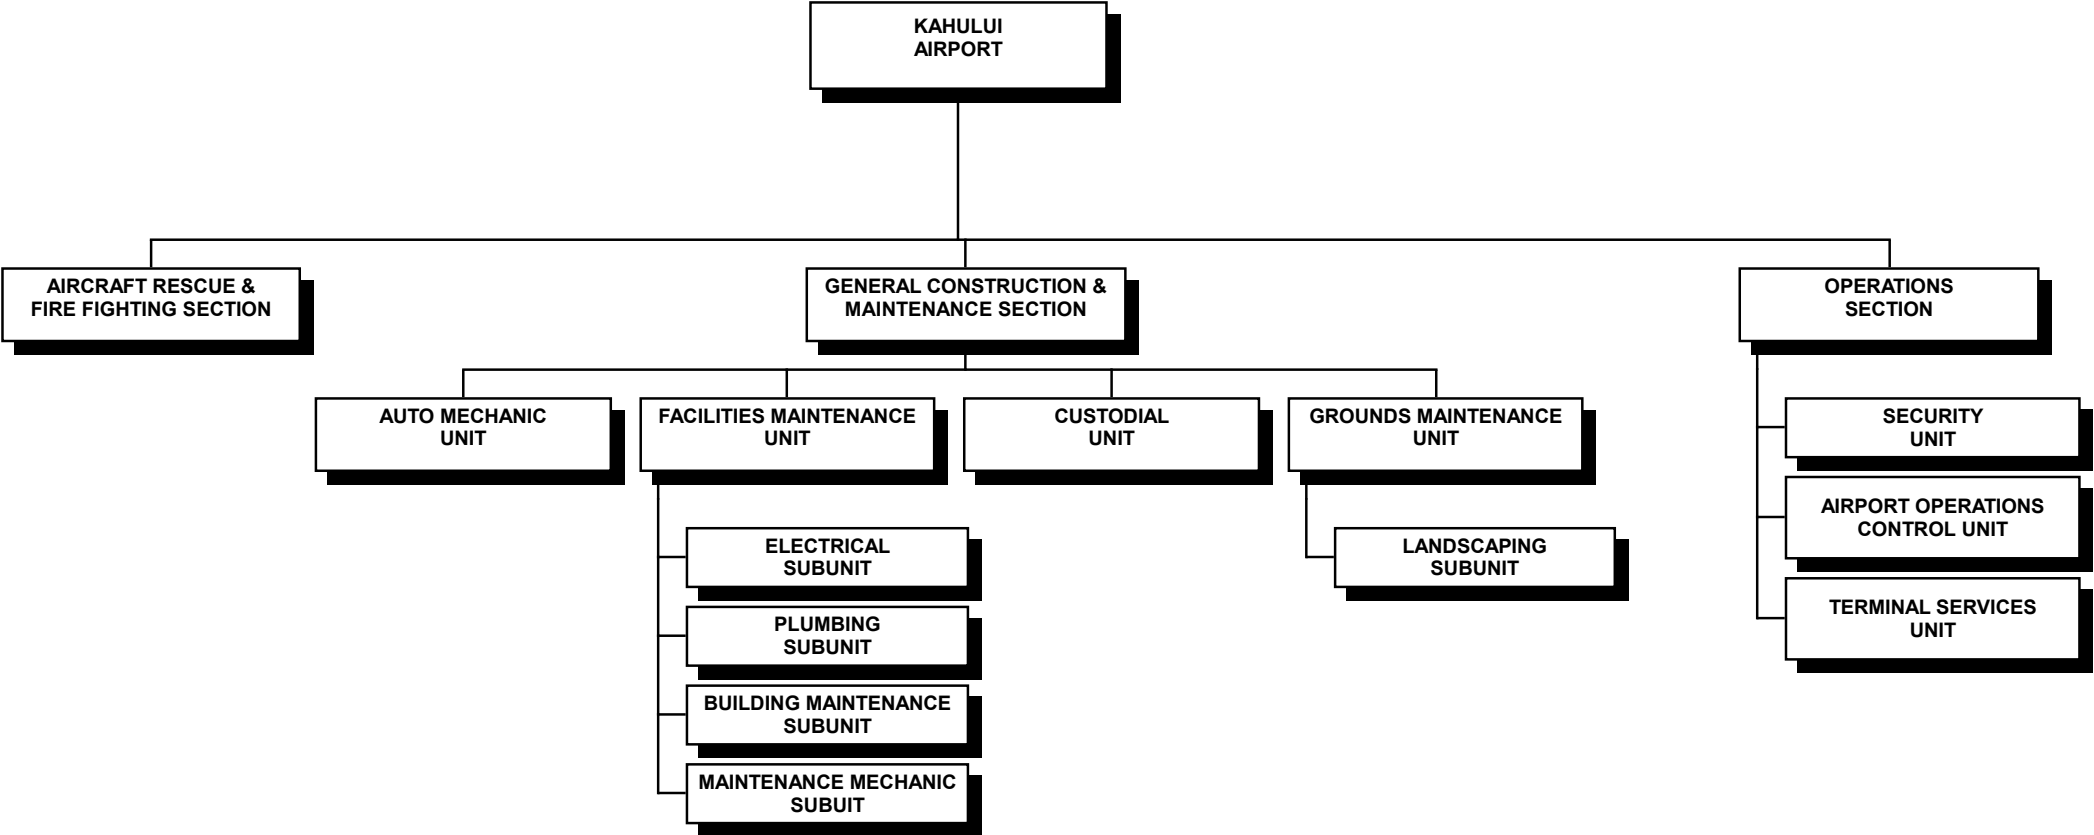 KAHULUI
AIRPORT
AIRCRAFT RESCUE &
FIRE FIGHTING SECTION
GENERAL CONSTRUCTION &
MAINTENANCE SECTION
OPERATIONS
SECTION
AUTO MECHANIC
UNIT
FACILITIES MAINTENANCE
UNIT
CUSTODIAL
UNIT
GROUNDS MAINTENANCE
UNIT
SECURITY
UNIT
AIRPORT OPERATIONS
CONTROL UNIT
TERMINAL SERVICES
UNIT
ELECTRICAL
SUBUNIT
PLUMBING
SUBUNIT
BUILDING MAINTENANCE
SUBUNIT
MAINTENANCE MECHANIC
SUBUIT
LANDSCAPING
SUBUNIT